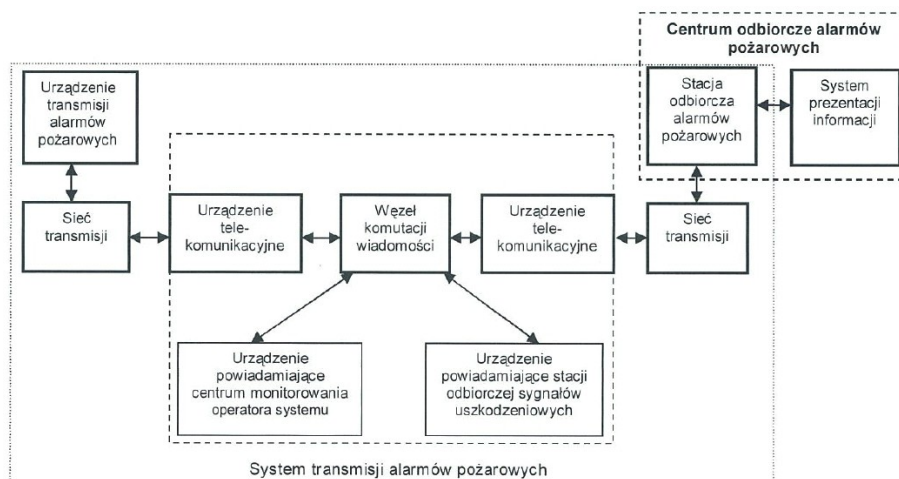 Centrum odbiorcze alarmów
pożarowych
Urządzenie
transmisji
alarmów
pożarowych
Stacja
odbiorcza
alarmów
pożarowych
System
prezentacji
informacji
Sieć
transmisji
Urządzenie
tele-
komunikacyjne
Węzeł
komutacji
wiadomości
Urządzenie
tele-
komunikacyjne
Sieć
transmisji
Urządzenie
powiadamiające
centrum monitorowania
operatora systemu
Urządzenie
powiadamiające stacji
odbiorczej sygnałów
uszkodzeniowych
System transmisji alarmów pożarowych